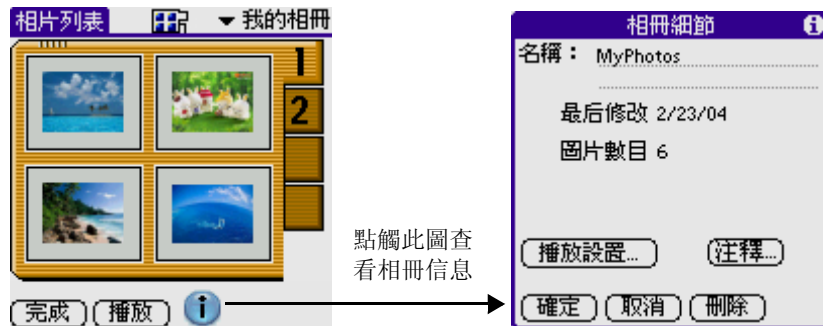 相片列表 我的相冊
1
2
完成 播放 i
點觸此圖查
看相冊信息
相冊細節 i
名稱： MyPhotos
最后修改 2/23/04
圖片數目 6
播放設置... 注釋...
確定 取消 刪除